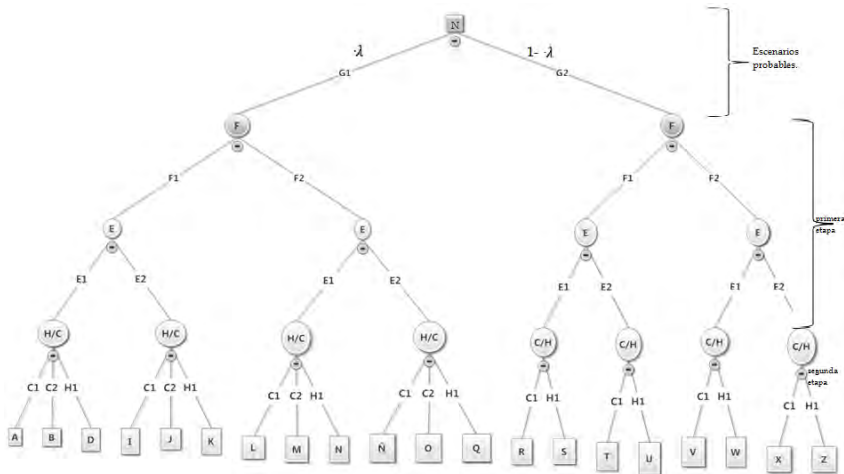 N
·λ
1- ·λ
Escenarios
probables.
G1
G2
F
F
F1
F2
F1
F2
primera
etapa
E
E
E
E
E1
E2
E1
E2
E1
E2
E1
E2
H/C
H/C
H/C
H/C
C/H
C/H
C/H
C/H
segunda
etapa
C1 C2 H1
C1 C2 H1
C1 C2 H1
C1 C2 H1
C1 H1
C1 H1
C1 H1
C1 H1
A B D I J K L M N Ñ O Q R S T U V W X Z